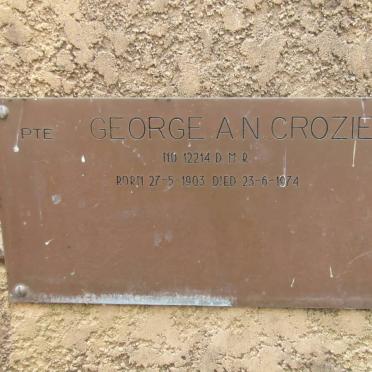 PTE GEORGE A.N. CROZIE
NO. 12214 D.M.R.
BORN 27-5-1903 DIED 23-6-1974